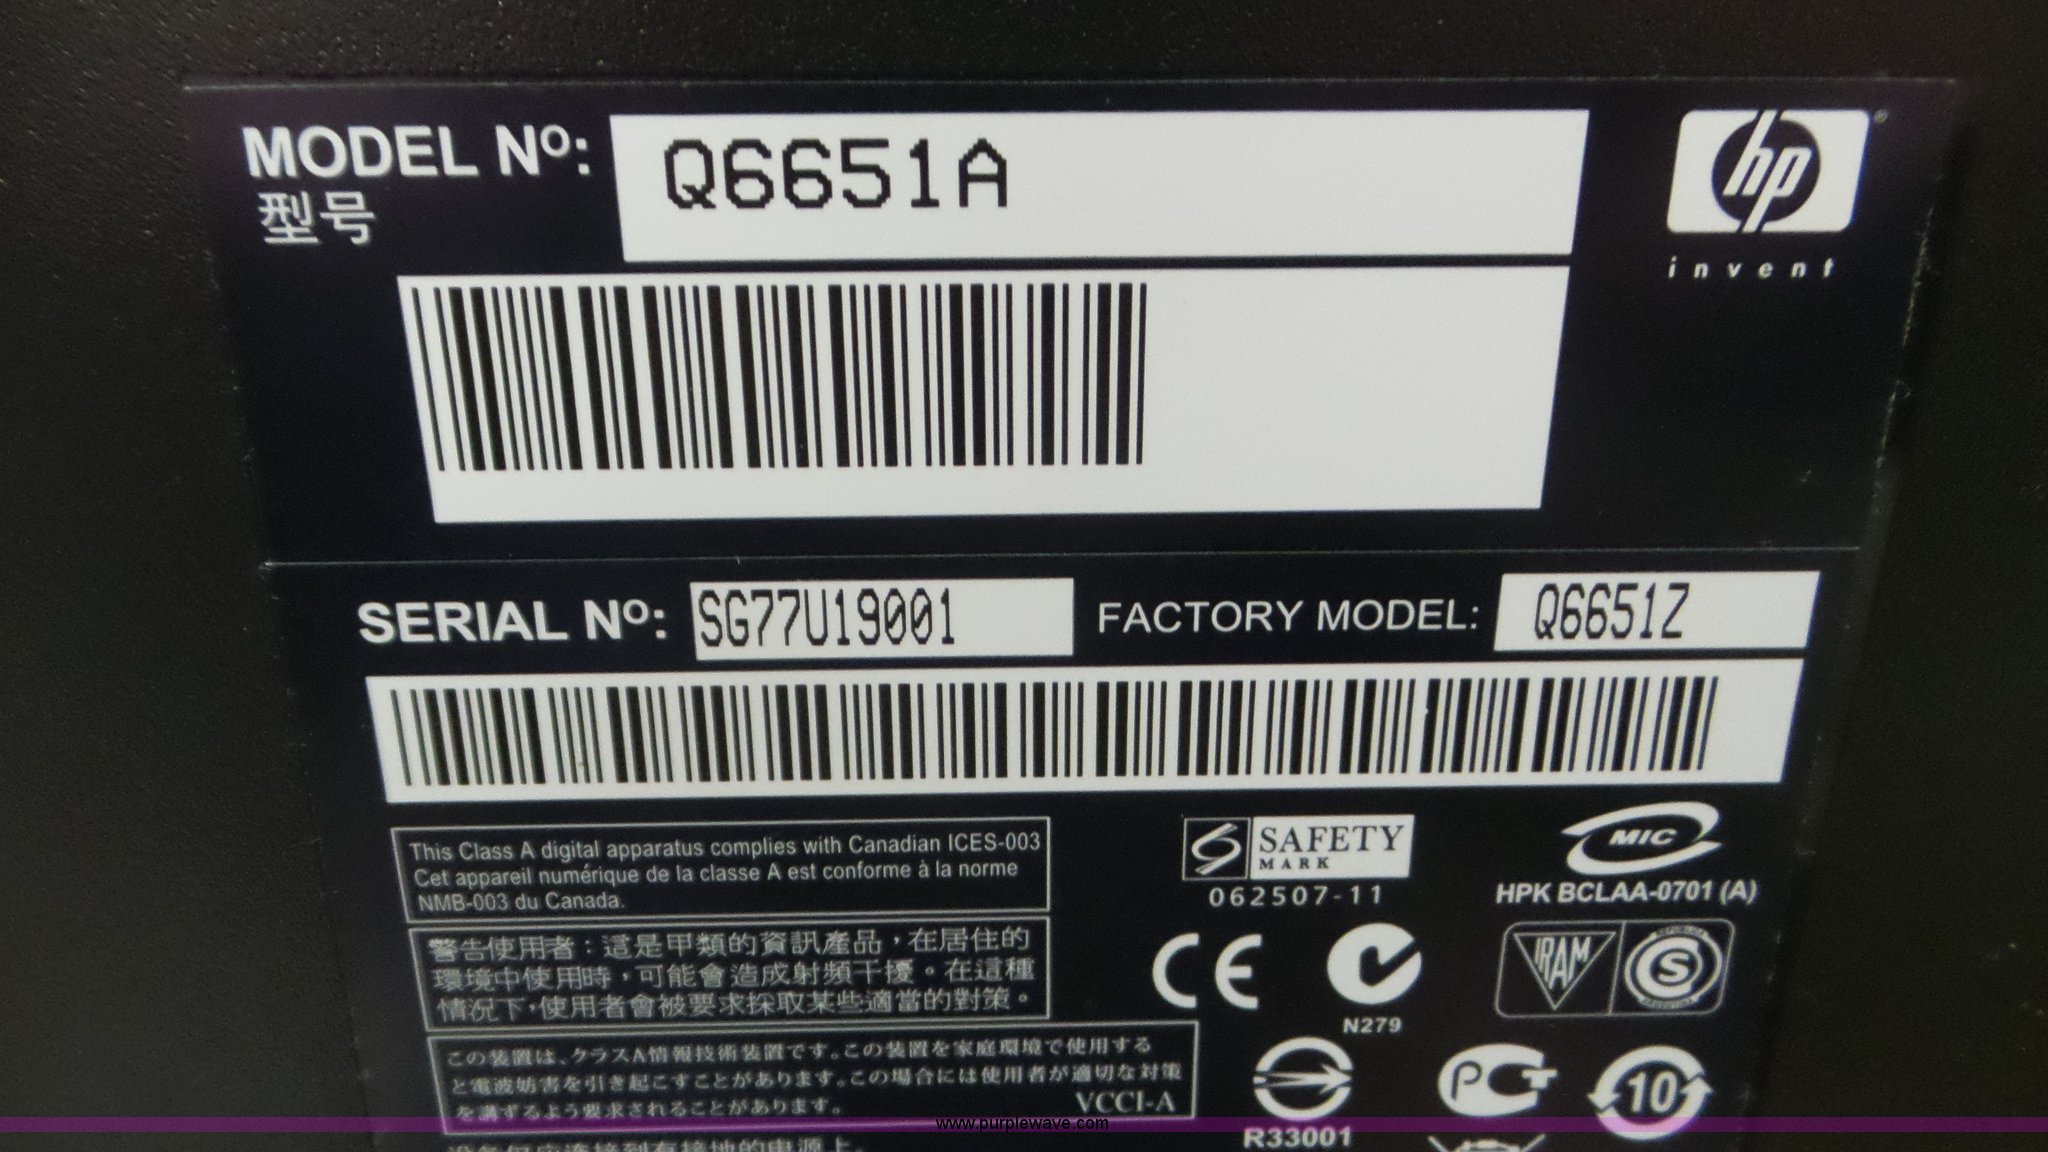 MODEL Nº: Q6651A
型号
hp®
invent
SERIAL Nº: SG77U19001 FACTORY MODEL: Q6651Z
This Class A digital apparatus complies with Canadian ICES-003
Cet appareil numérique de la classe A est conforme à la norme
NMB-003 du Canada.
SAFETY
MARK
062507-11
MIC
HPK BCLAA-0701 (A)
警告使用者：這是甲類的資訊產品，在居住的
環境中使用時，可能會造成射頻干擾。在這種
情況下，使用者會被要求採取某些適當的對策。
CE
N279
IRAM
S
REPUBLICA
ARGENTINA
この装置は、クラスA情報技術装置です。この装置を家庭環境で使用する
と電波妨害を引き起こすことがあります。この場合には使用者が適切な対策
を講ずるよう要求されることがあります。
VCCI-A
R33001
PCT
10
www.purplewave.com